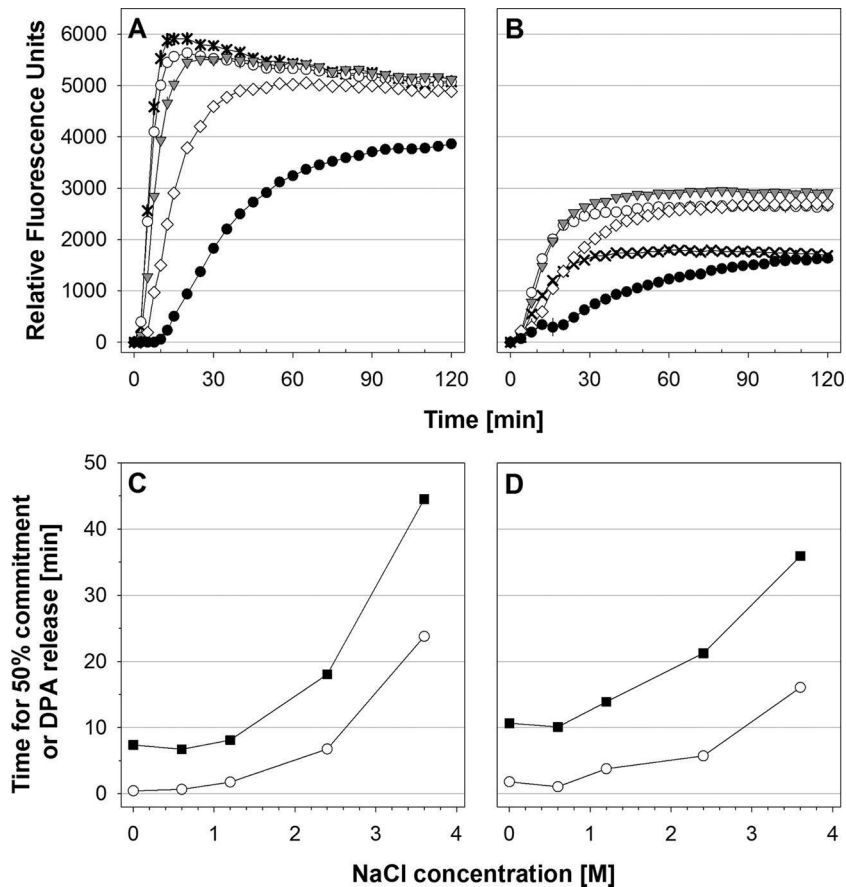 A
B
6000
5000
4000
3000
2000
1000
0
Relative Fluorescence Units
0 30 60 90 120
0 30 60 90 120
Time [min]
C
D
50
40
30
20
10
0
Time for 50% commitment
or DPA release [min]
0 1 2 3 4
0 1 2 3 4
NaCl concentration [M]